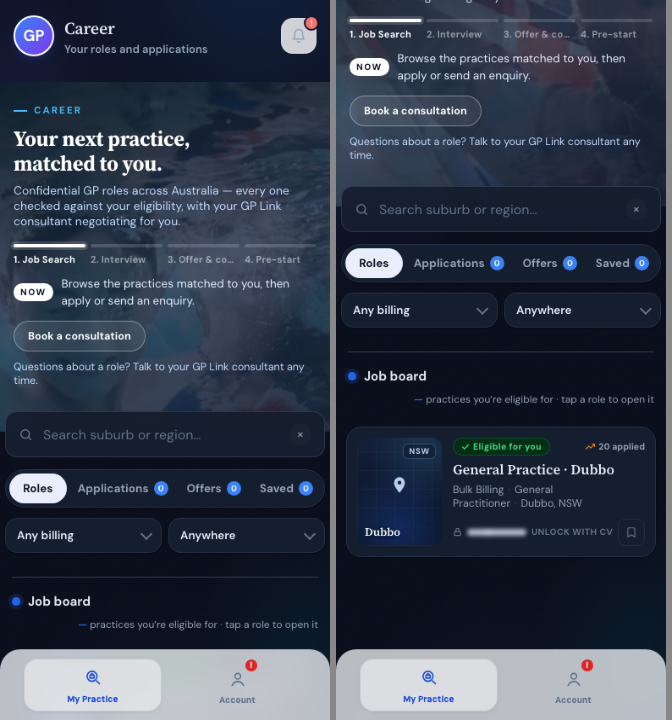 GP
Career
Your roles and applications
!
— CAREER
Your next practice,
matched to you.
Confidential GP roles across Australia — every one
checked against your eligibility, with your GP Link
consultant negotiating for you.
1. Job Search
2. Interview
3. Offer & co...
4. Pre-start
NOW
Browse the practices matched to you, then
apply or send an enquiry.
Book a consultation
Questions about a role? Talk to your GP Link consultant any
time.
Search suburb or region...
×
Roles
Applications 0
Offers 0
Saved 0
Any billing
Anywhere
Job board
— practices you're eligible for · tap a role to open it
My Practice
!
Account
1. Job Search
2. Interview
3. Offer & co...
4. Pre-start
NOW
Browse the practices matched to you, then
apply or send an enquiry.
Book a consultation
Questions about a role? Talk to your GP Link consultant any
time.
Search suburb or region...
×
Roles
Applications 0
Offers 0
Saved 0
Any billing
Anywhere
Job board
— practices you're eligible for · tap a role to open it
NSW
Dubbo
✓ Eligible for you
20 applied
General Practice · Dubbo
Bulk Billing · General
Practitioner · Dubbo, NSW
UNLOCK WITH CV
My Practice
!
Account